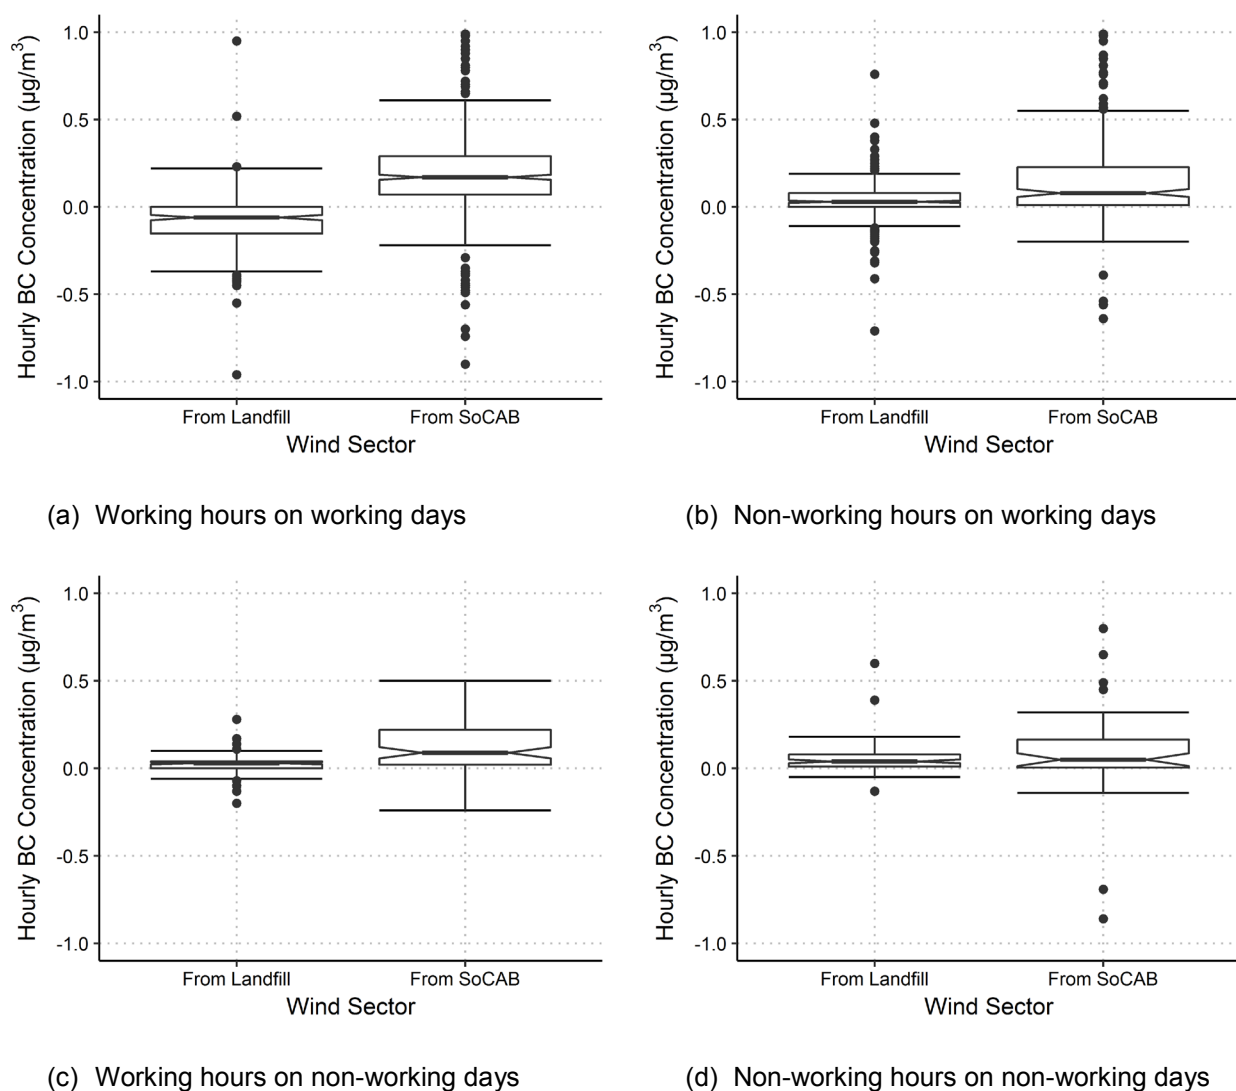 Hourly BC Concentration (µg/m³)
1.0
0.5
0.0
-0.5
-1.0
From Landfill From SoCAB
Wind Sector
(a) Working hours on working days
Hourly BC Concentration (µg/m³)
1.0
0.5
0.0
-0.5
-1.0
From Landfill From SoCAB
Wind Sector
(b) Non-working hours on working days
Hourly BC Concentration (µg/m³)
1.0
0.5
0.0
-0.5
-1.0
From Landfill From SoCAB
Wind Sector
(c) Working hours on non-working days
Hourly BC Concentration (µg/m³)
1.0
0.5
0.0
-0.5
-1.0
From Landfill From SoCAB
Wind Sector
(d) Non-working hours on non-working days